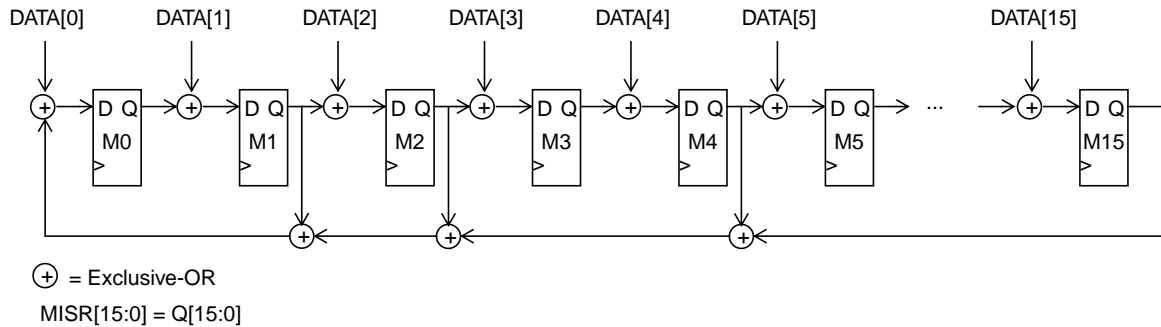 DATA[0] DATA[1] DATA[2] DATA[3] DATA[4] DATA[5] DATA[15]
+ D Q + D Q + D Q + D Q + D Q + D Q ... + D Q
M0 M1 M2 M3 M4 M5 M15
+ + +
+ = Exclusive-OR
MISR[15:0] = Q[15:0]